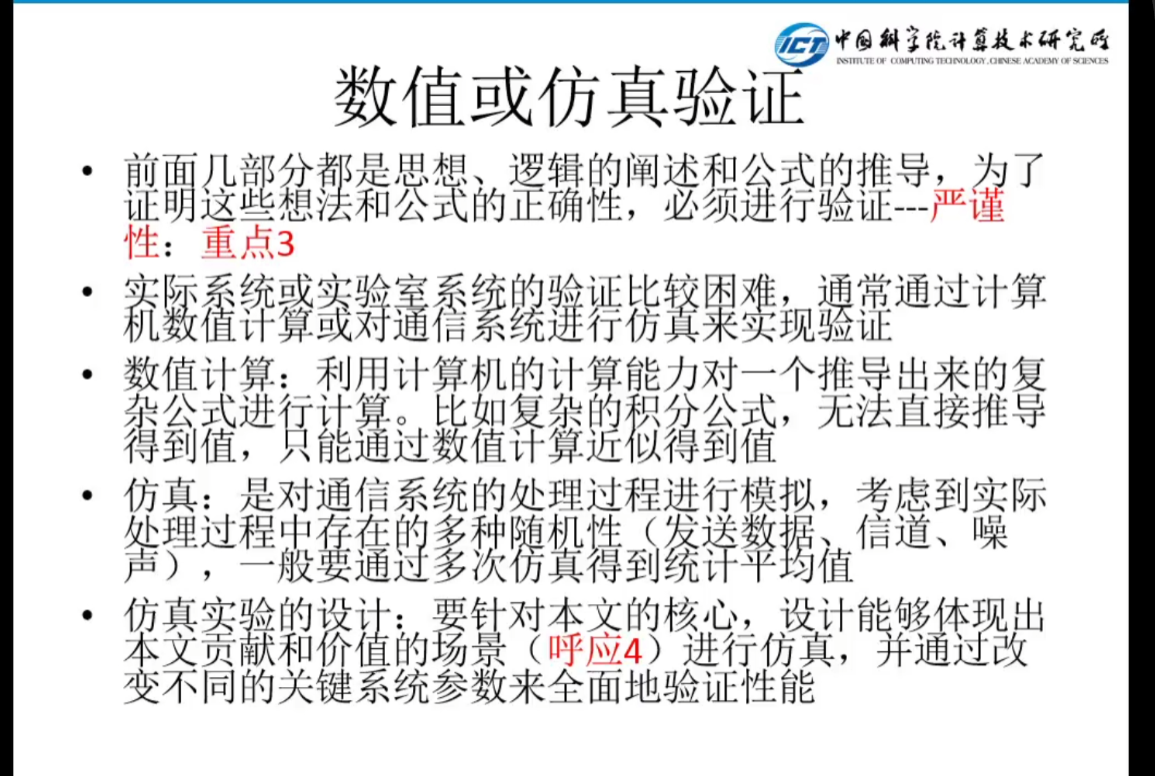 中国科学院计算技术研究所
INSTITUTE OF COMPUTING TECHNOLOGY, CHINESE ACADEMY OF SCIENCES
ICT
数值或仿真验证
• 前面几部分都是思想、逻辑的阐述和公式的推导，为了
证明这些想法和公式的正确性，必须进行验证---严谨
性：重点3
• 实际系统或实验室系统的验证比较困难，通常通过计算
机数值计算或对通信系统进行仿真来实现验证
• 数值计算：利用计算机的计算能力对一个推导出来的复
杂公式进行计算。比如复杂的积分公式，无法直接推导
得到值，只能通过数值计算近似得到值
• 仿真：是对通信系统的处理过程进行模拟，考虑到实际
处理过程中存在的多种随机性（发送数据、信道、噪
声），一般要通过多次仿真得到统计平均值
• 仿真实验的设计：要针对本文的核心，设计能够体现出
本文贡献和价值的场景（呼应4）进行仿真，并通过改
变不同的关键系统参数来全面地验证性能